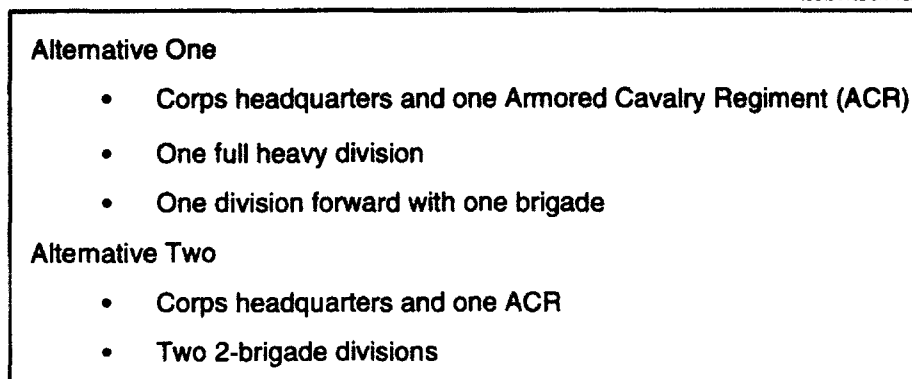 Alternative One
• Corps headquarters and one Armored Cavalry Regiment (ACR)
• One full heavy division
• One division forward with one brigade
Alternative Two
• Corps headquarters and one ACR
• Two 2-brigade divisions